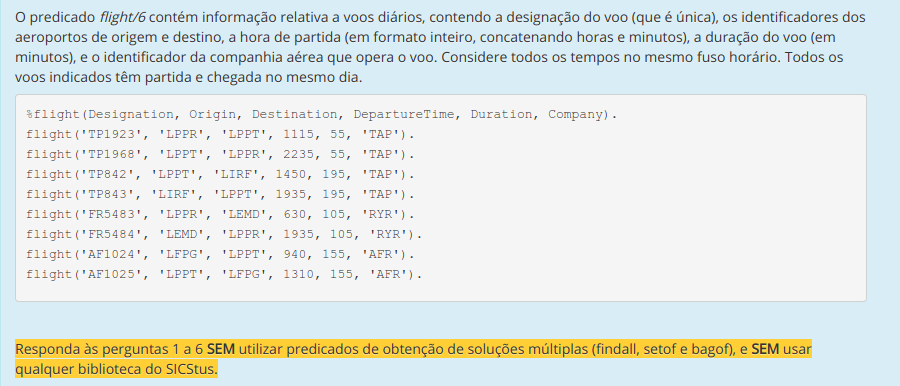 O predicado flight/6 contém informação relativa a voos diários, contendo a designação do voo (que é única), os identificadores dos
aeroportos de origem e destino, a hora de partida (em formato inteiro, concatenando horas e minutos), a duração do voo (em
minutos), e o identificador da companhia aérea que opera o voo. Considere todos os tempos no mesmo fuso horário. Todos os
voos indicados têm partida e chegada no mesmo dia.
%flight(Designation, Origin, Destination, DepartureTime, Duration, Company).
flight('TP1923', 'LPPR', 'LPPT', 1115, 55, 'TAP').
flight('TP1968', 'LPPT', 'LPPR', 2235, 55, 'TAP').
flight('TP842', 'LPPT', 'LIRF', 1450, 195, 'TAP').
flight('TP843', 'LIRF', 'LPPT', 1935, 195, 'TAP').
flight('FR5483', 'LPPR', 'LEMD', 630, 105, 'RYR').
flight('FR5484', 'LEMD', 'LPPR', 1935, 105, 'RYR').
flight('AF1024', 'LFPG', 'LPPT', 940, 155, 'AFR').
flight('AF1025', 'LPPT', 'LFPG', 1310, 155, 'AFR').
Responda às perguntas 1 a 6 SEM utilizar predicados de obtenção de soluções múltiplas (findall, setof e bagof), e SEM usar
qualquer biblioteca do SICStus.